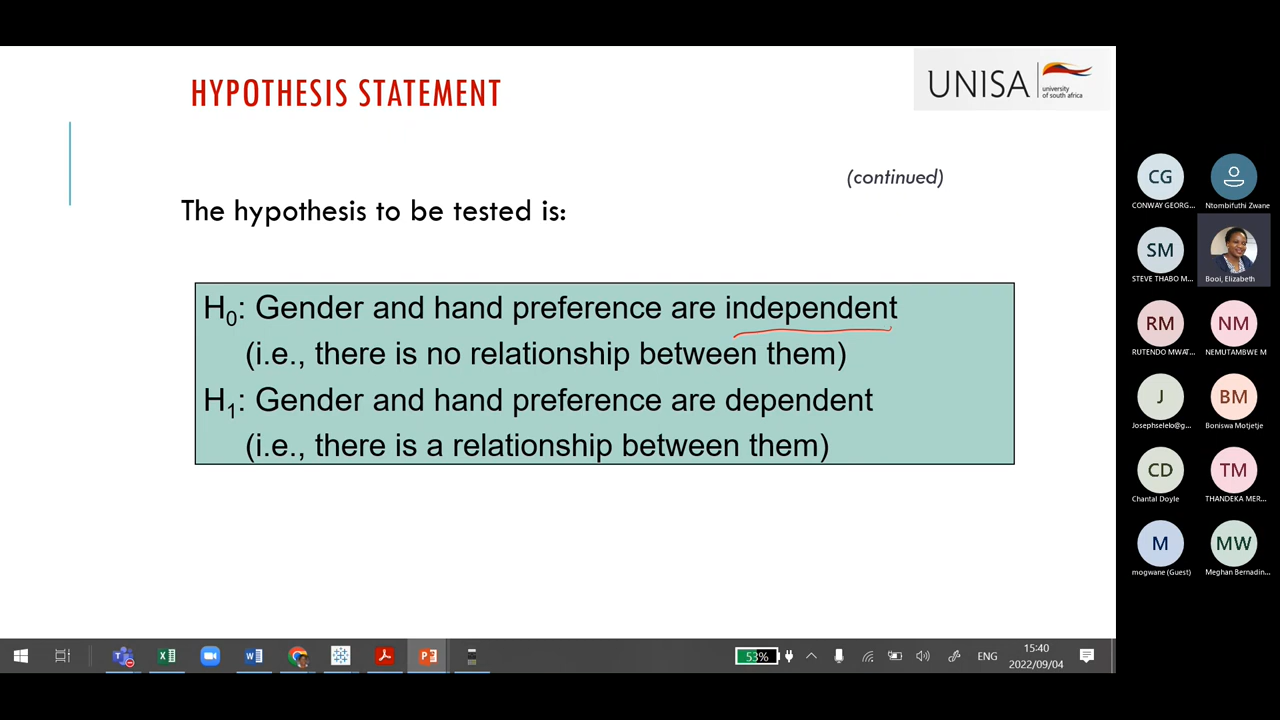 HYPOTHESIS STATEMENT
UNISA
university
of south africa
(continued)
The hypothesis to be tested is:
H0: Gender and hand preference are independent
(i.e., there is no relationship between them)
H1: Gender and hand preference are dependent
(i.e., there is a relationship between them)
CG
CONWAY GEORG...
Ntombifuthi Zwane
SM
STEVE THABO M...
Booi, Elizabeth
RM
RUTENDO MWAT...
NM
NEMUTAMBWE M
J
Josephselelo@g...
BM
Boniswa Motjetje
CD
Chantal Doyle
TM
THANDEKA MER...
M
mogwane (Guest)
MW
Meghan Bernadin...
53%
ENG
15:40
2022/09/04